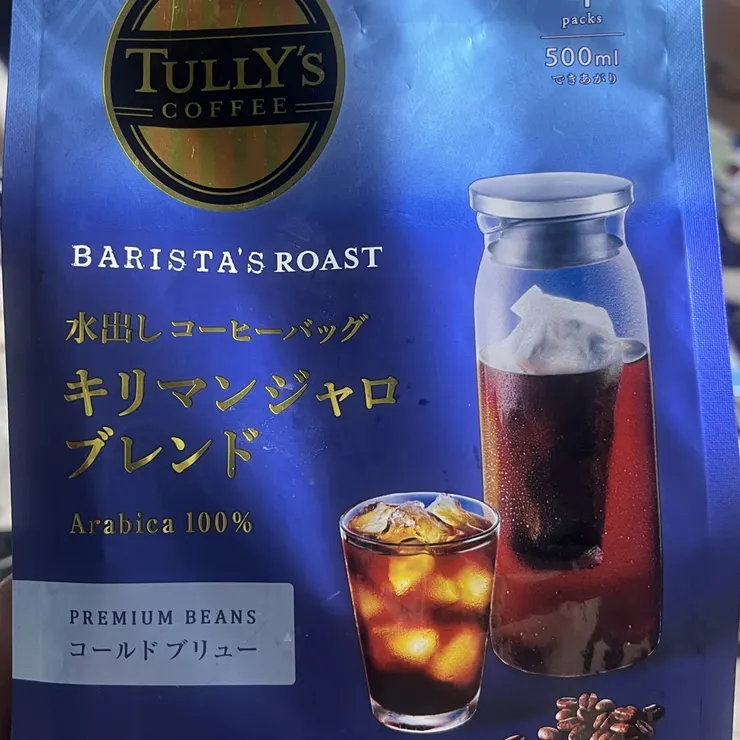 TULLY'S
COFFEE
packs
500ml
できあがり
BARISTA'S ROAST
水出しコーヒーバッグ
キリマンジャロ
ブレンド
Arabica 100%
PREMIUM BEANS
コールドブリュー